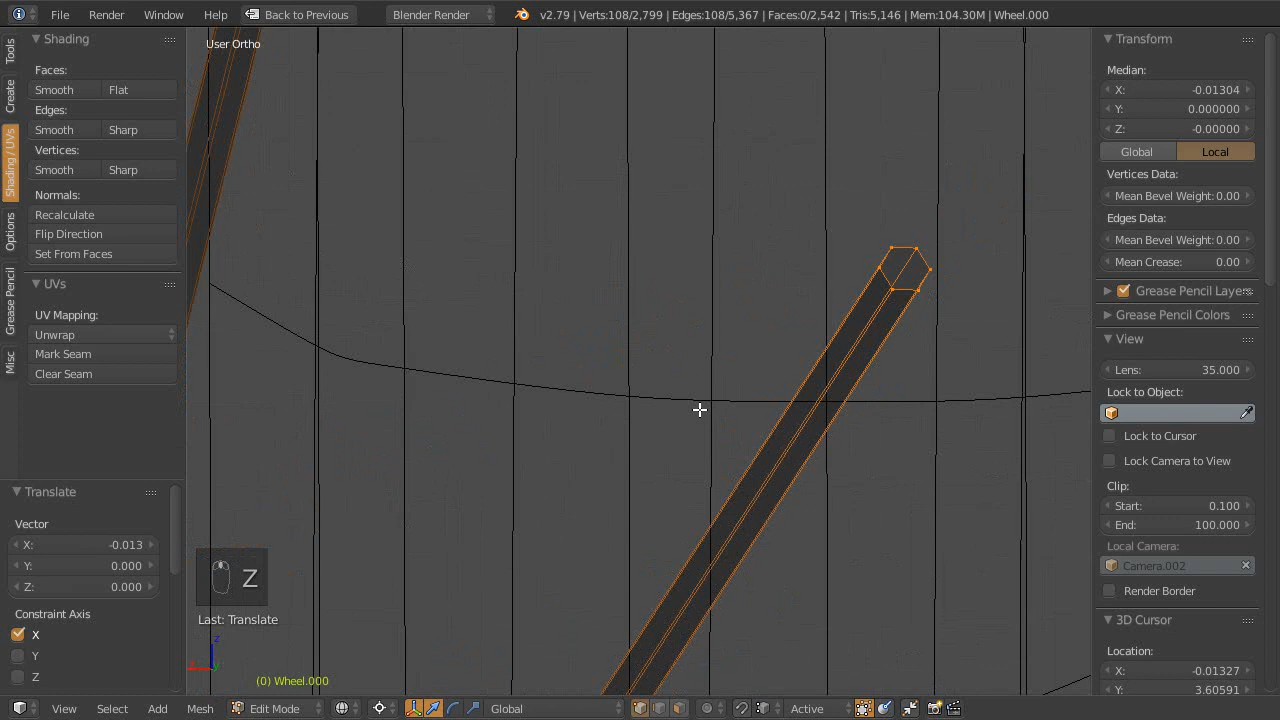 File Render Window Help Back to Previous Blender Render v2.79 | Verts:108/2,799 | Edges:108/5,367 | Faces:0/2,542 | Tris:5,146 | Mem:104.30M | Wheel.000
Tools
Create
Shading / UVs
Options
Grease Pencil
Misc
Shading
Faces:
Smooth Flat
Edges:
Smooth Sharp
Vertices:
Smooth Sharp
Normals:
Recalculate
Flip Direction
Set From Faces
UVs
UV Mapping:
Unwrap
Mark Seam
Clear Seam
Translate
Vector
X: -0.013
Y: 0.000
Z: 0.000
Constraint Axis
X
Y
Z
User Ortho
Z
Last: Translate
z
x
y
(0) Wheel.000
Transform
Median:
X: -0.01304
Y: 0.000000
Z: -0.00000
Global Local
Vertices Data:
Mean Bevel Weight: 0.00
Edges Data:
Mean Bevel Weight: 0.00
Mean Crease: 0.00
Grease Pencil Layers
Grease Pencil Colors
View
Lens: 35.000
Lock to Object:
Lock to Cursor
Lock Camera to View
Clip:
Start: 0.100
End: 100.000
Local Camera:
Camera.002
Render Border
3D Cursor
Location:
X: -0.01327
Y: 3.60591
View Select Add Mesh Edit Mode Global Active